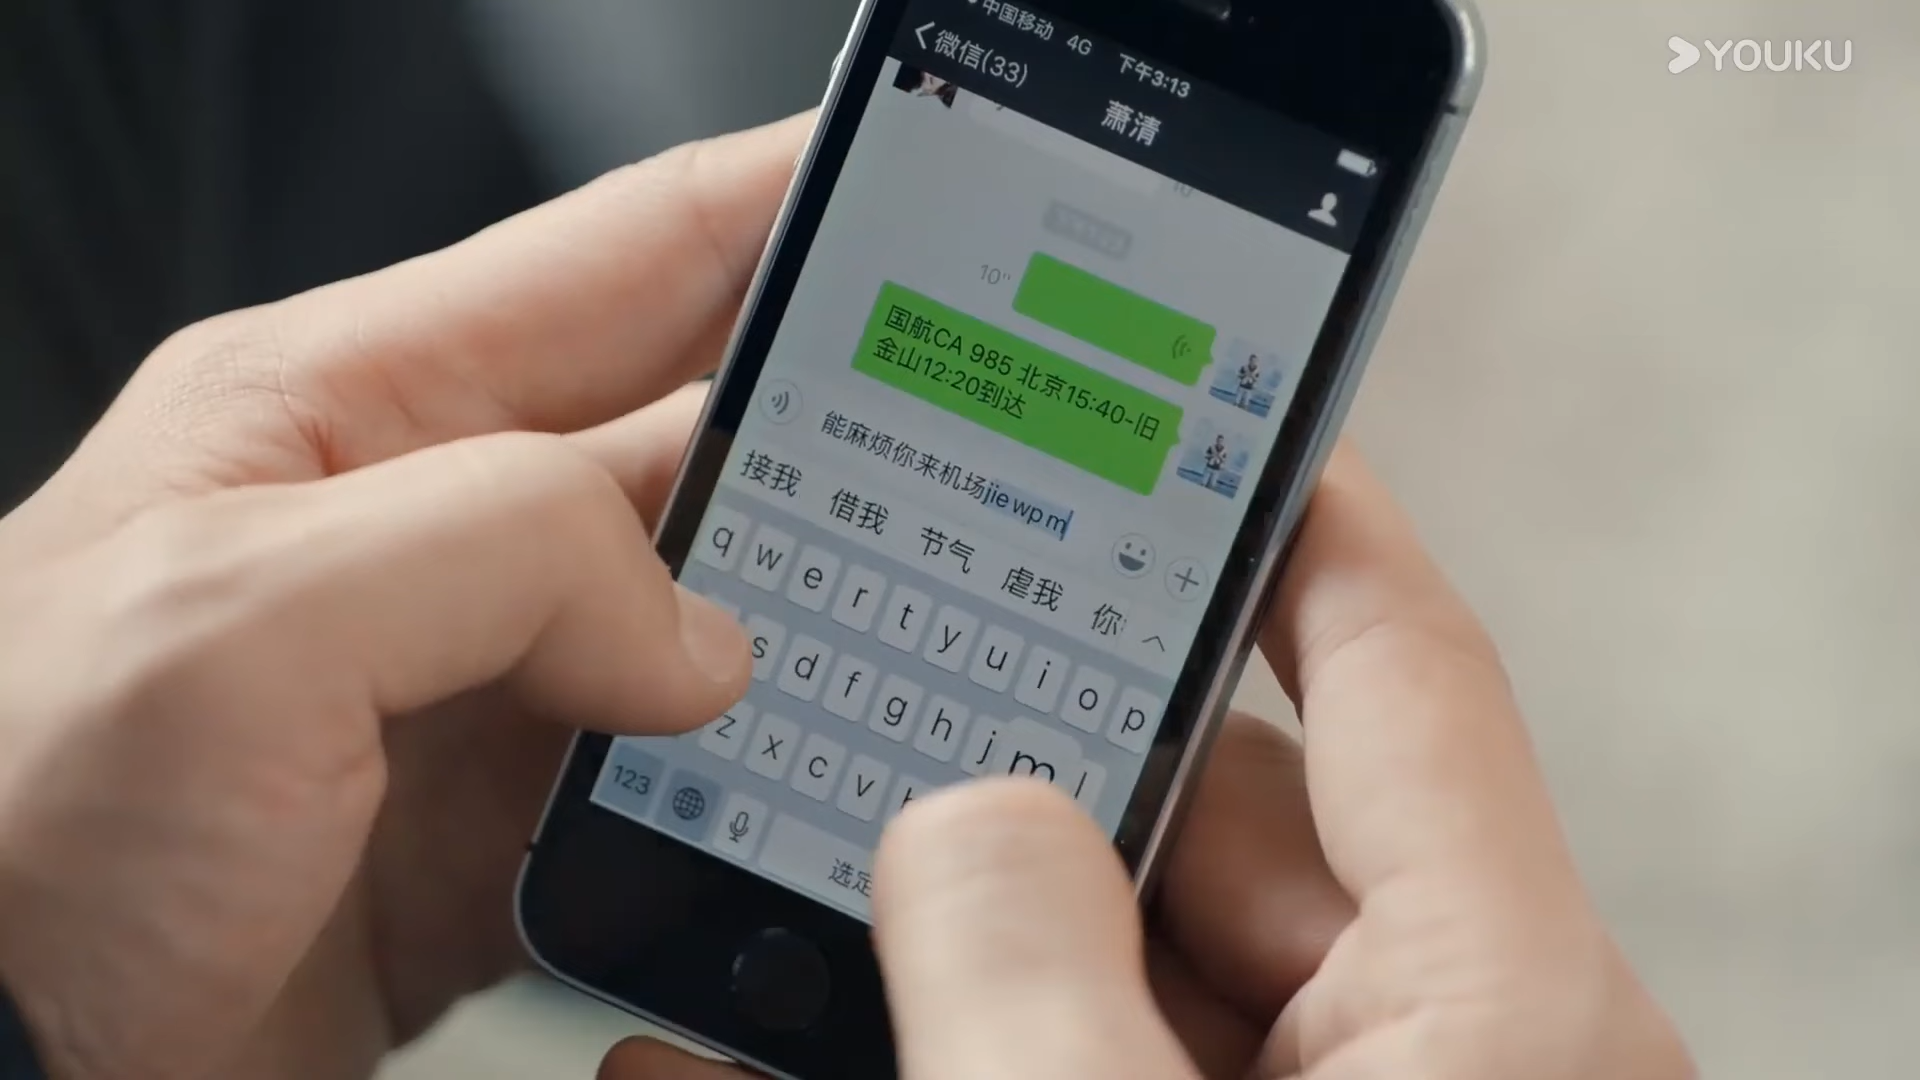 YOUKU
中国移动 4G 下午3:13
微信(33)
萧清
10''
国航CA 985 北京15:40-旧
金山12:20到达
能麻烦你来机场jie wp m
接我 借我 节气 虐我 你
q w e r t y u i o p
s d f g h j m l
z x c v
123 选定